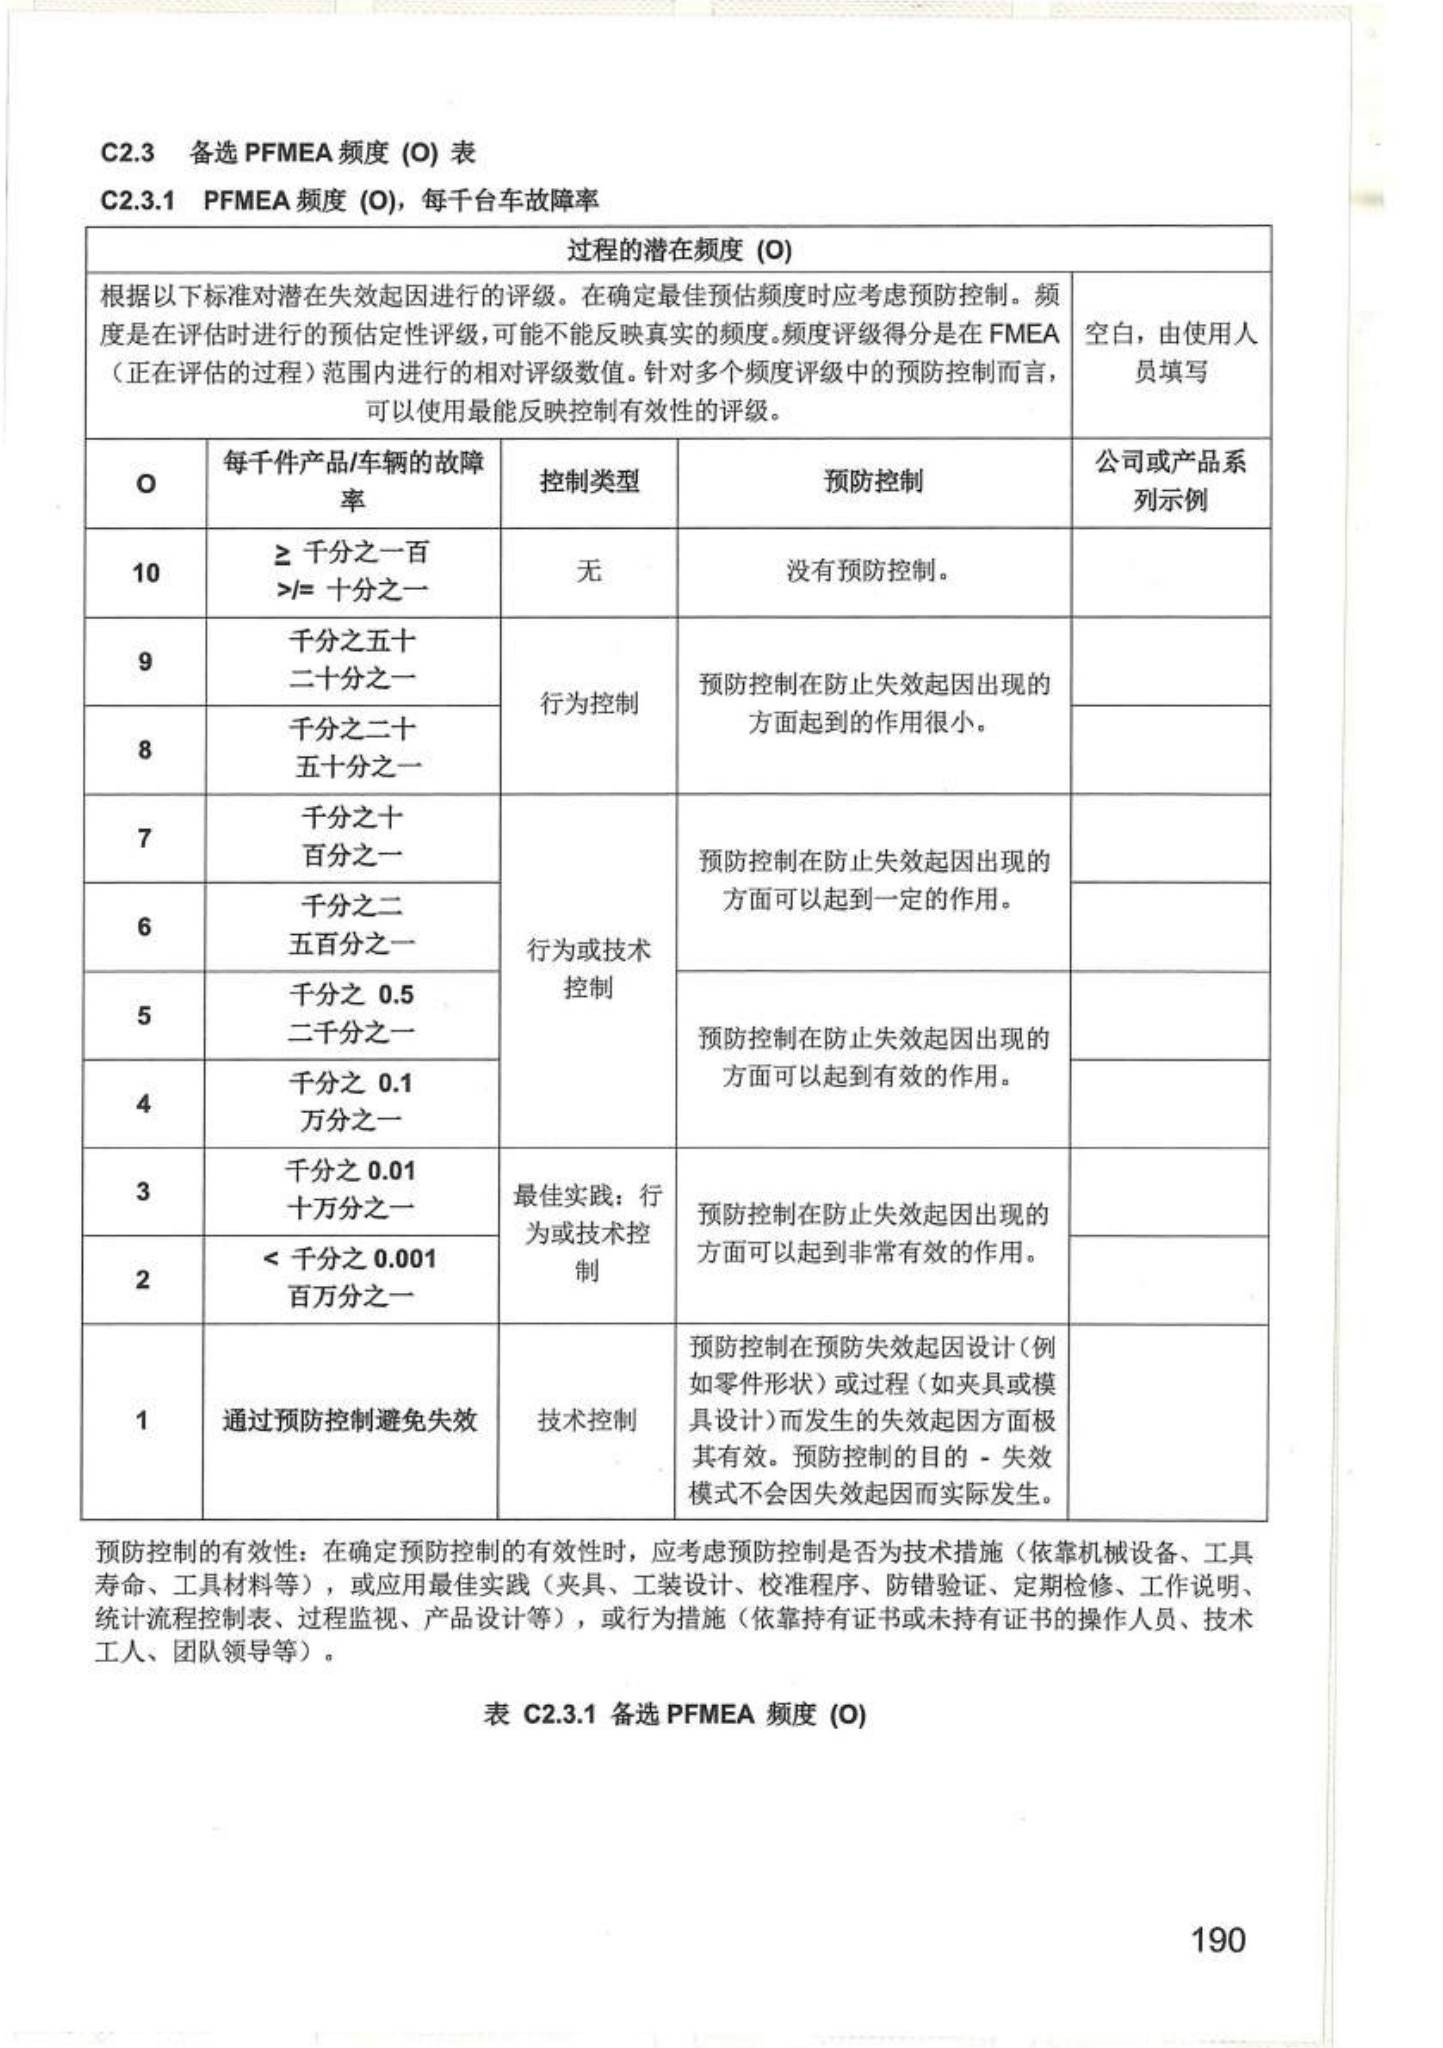 C2.3 备选 PFMEA 频度 (O) 表
C2.3.1 PFMEA 频度 (O)，每千台车故障率
过程的潜在频度 (O)
根据以下标准对潜在失效起因进行的评级。在确定最佳预估频度时应考虑预防控制。频
度是在评估时进行的预估定性评级，可能不能反映真实的频度。频度评级得分是在 FMEA
（正在评估的过程）范围内进行的相对评级数值。针对多个频度评级中的预防控制而言，
可以使用最能反映控制有效性的评级。
空白，由使用人
员填写
O
每千件产品/车辆的故障
率
控制类型
预防控制
公司或产品系
列示例
10
≥ 千分之一百
>/= 十分之一
无
没有预防控制。
9
千分之五十
二十分之一
行为控制
预防控制在防止失效起因出现的
方面起到的作用很小。
8
千分之二十
五十分之一
7
千分之十
百分之一
行为或技术
控制
预防控制在防止失效起因出现的
方面可以起到一定的作用。
6
千分之二
五百分之一
5
千分之 0.5
二千分之一
预防控制在防止失效起因出现的
方面可以起到有效的作用。
4
千分之 0.1
万分之一
3
千分之 0.01
十万分之一
最佳实践：行
为或技术控
制
预防控制在防止失效起因出现的
方面可以起到非常有效的作用。
2
< 千分之 0.001
百万分之一
1
通过预防控制避免失效
技术控制
预防控制在预防失效起因设计（例
如零件形状）或过程（如夹具或模
具设计）而发生的失效起因方面极
其有效。预防控制的目的 - 失效
模式不会因失效起因而实际发生。
预防控制的有效性：在确定预防控制的有效性时，应考虑预防控制是否为技术措施（依靠机械设备、工具
寿命、工具材料等），或应用最佳实践（夹具、工装设计、校准程序、防错验证、定期检修、工作说明、
统计流程控制表、过程监视、产品设计等），或行为措施（依靠持有证书或未持有证书的操作人员、技术
工人、团队领导等）。
表 C2.3.1 备选 PFMEA 频度 (O)
190